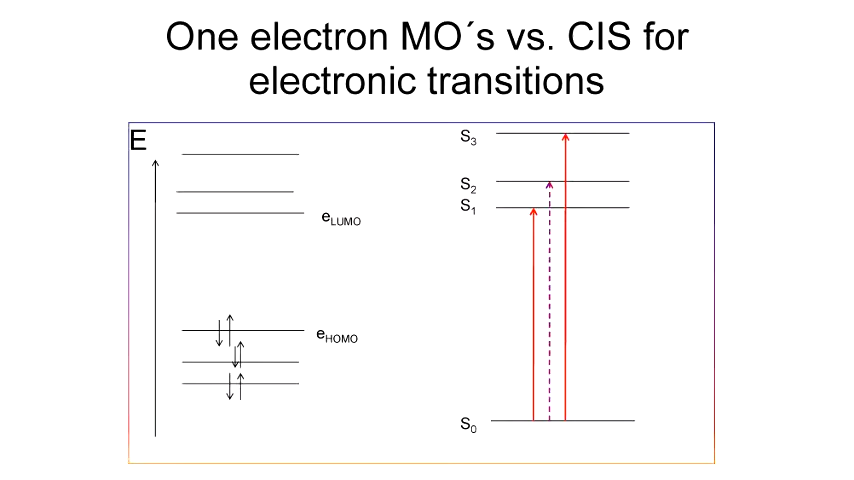 One electron MO´s vs. CIS for
electronic transitions
E
eLUMO
eHOMO
S3
S2
S1
S0